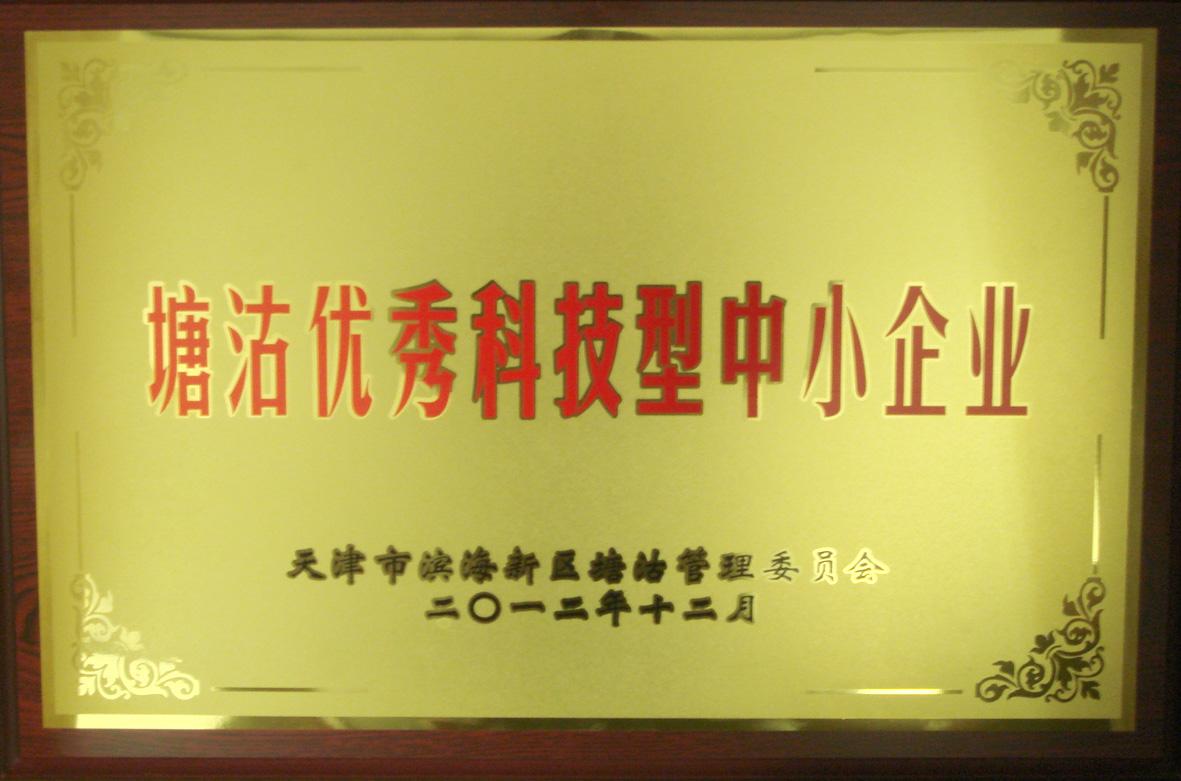 塘沽优秀科技型中小企业
天津市滨海新区塘沽管理委员会
二〇一二年十二月